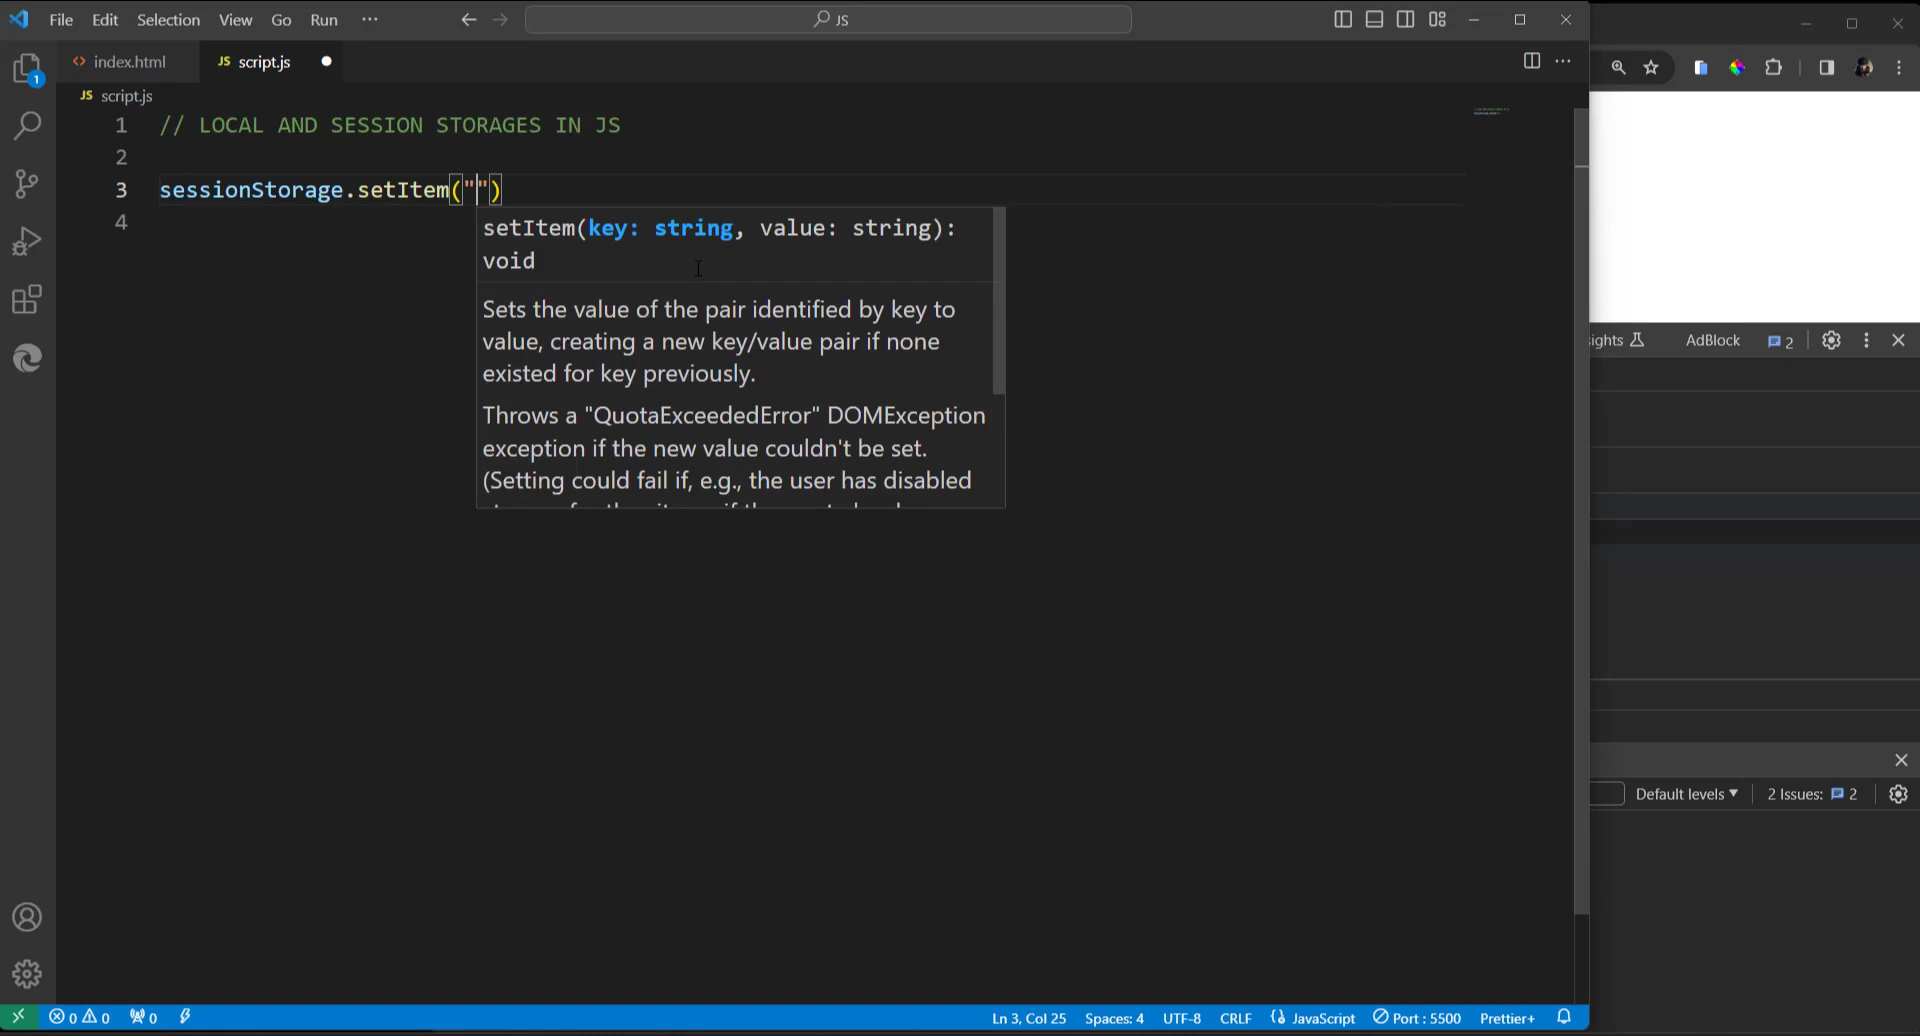 File Edit Selection View Go Run ···
JS
index.html
JS script.js
JS script.js
1 // LOCAL AND SESSION STORAGES IN JS
2
3 sessionStorage.setItem("")
4
setItem(key: string, value: string):
void
Sets the value of the pair identified by key to
value, creating a new key/value pair if none
existed for key previously.
Throws a "QuotaExceededError" DOMException
exception if the new value couldn't be set.
(Setting could fail if, e.g., the user has disabled
1
ights AdBlock 2
Default levels 2 Issues: 2
0 0 0 Ln 3, Col 25 Spaces: 4 UTF-8 CRLF JavaScript Port : 5500 Prettier+